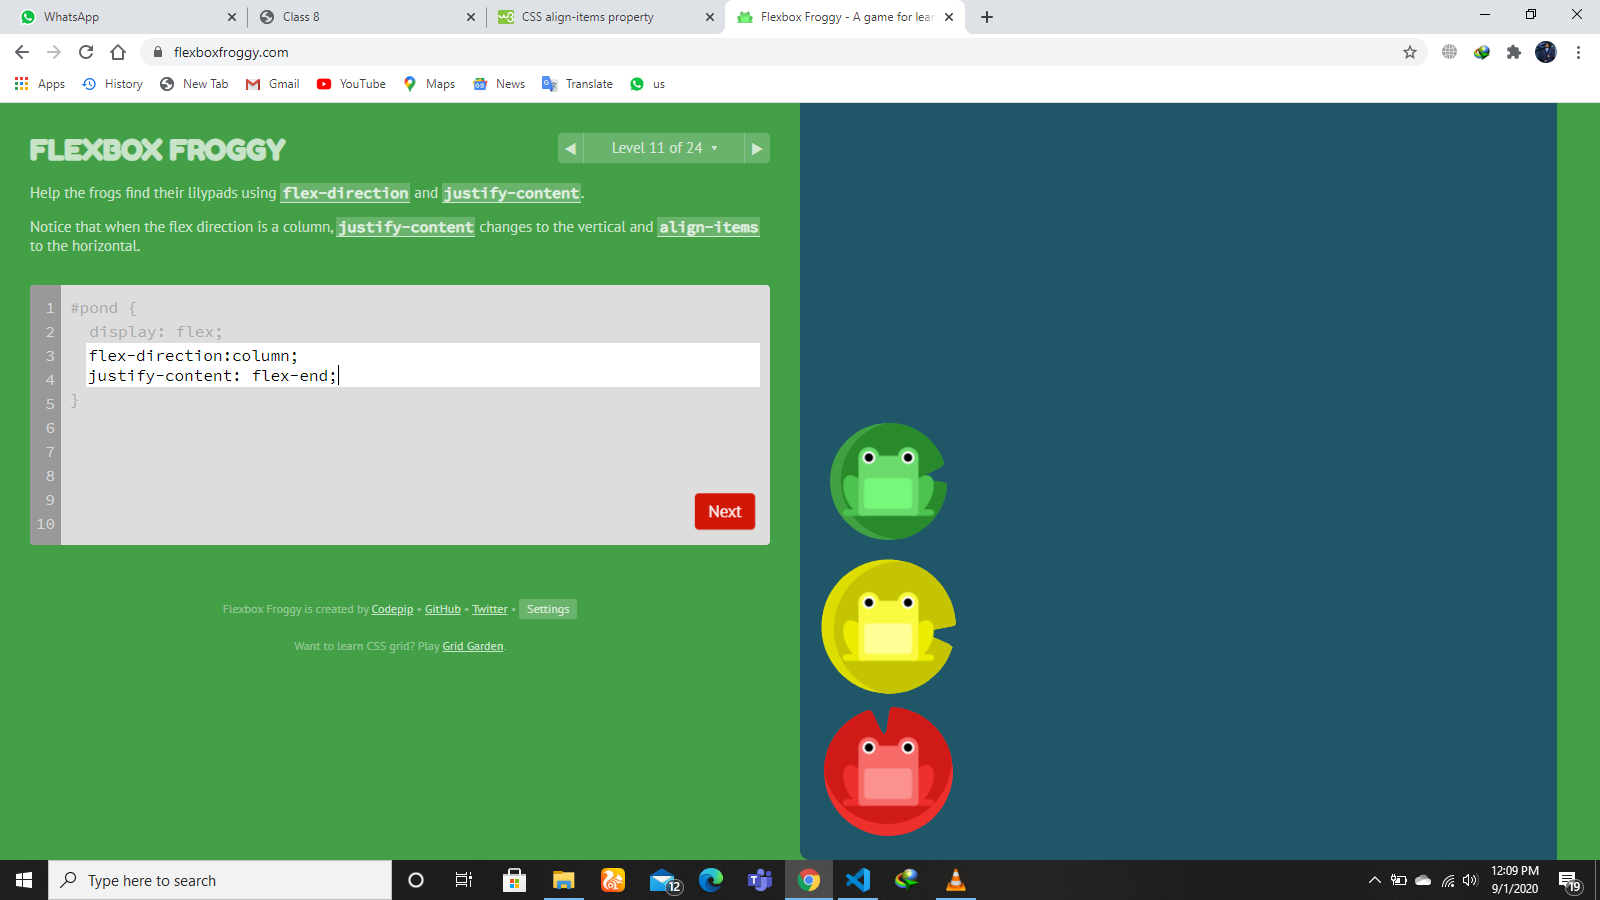 WhatsApp
Class 8
CSS align-items property
Flexbox Froggy - A game for lear
flexboxfroggy.com
Apps History New Tab Gmail YouTube Maps News Translate us
FLEXBOX FROGGY
Level 11 of 24
Help the frogs find their lilypads using flex-direction and justify-content.
Notice that when the flex direction is a column, justify-content changes to the vertical and align-items
to the horizontal.
1 #pond {
2 display: flex;
3 flex-direction:column;
4 justify-content: flex-end;
5 }
6
7
8
9
10
Next
Flexbox Froggy is created by Codepip • GitHub • Twitter • Settings
Want to learn CSS grid? Play Grid Garden.
Type here to search
12
12:09 PM
9/1/2020
19